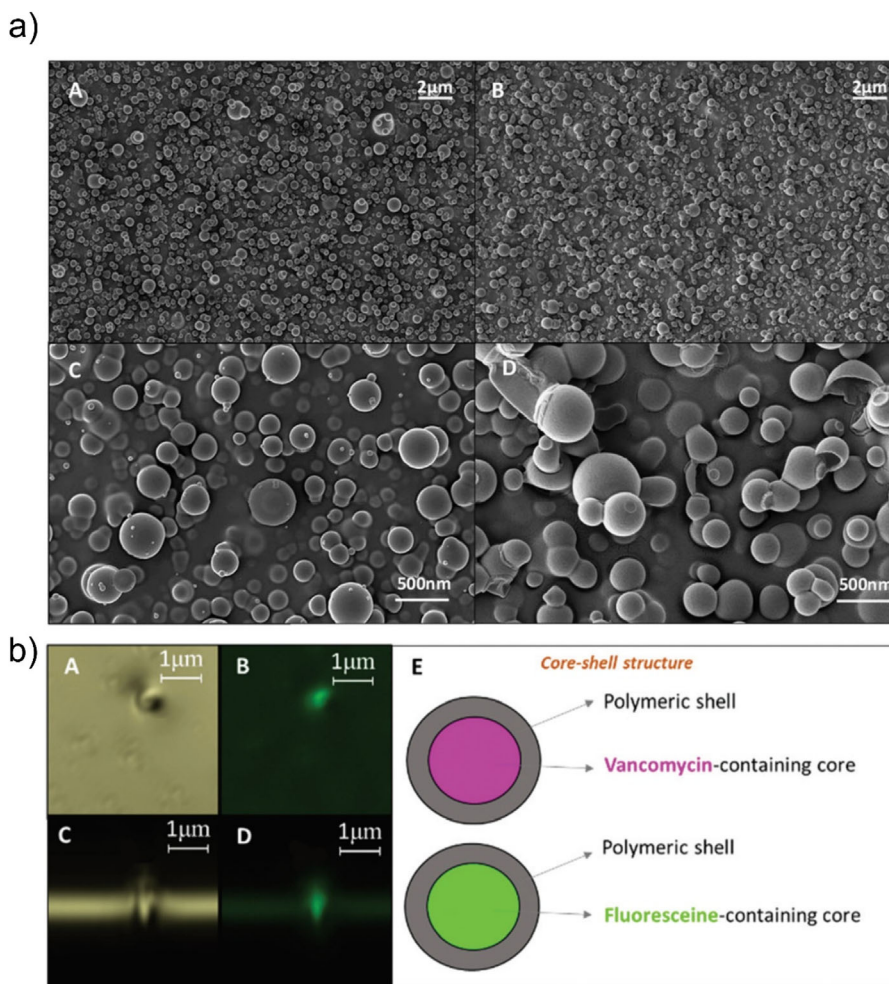 a)
A
2μm
B
2μm
C
500nm
D
500nm
b)
A
1μm
B
1μm
C
1μm
D
1μm
E
Core-shell structure
Polymeric shell
Vancomycin-containing core
Polymeric shell
Fluoresceine-containing core